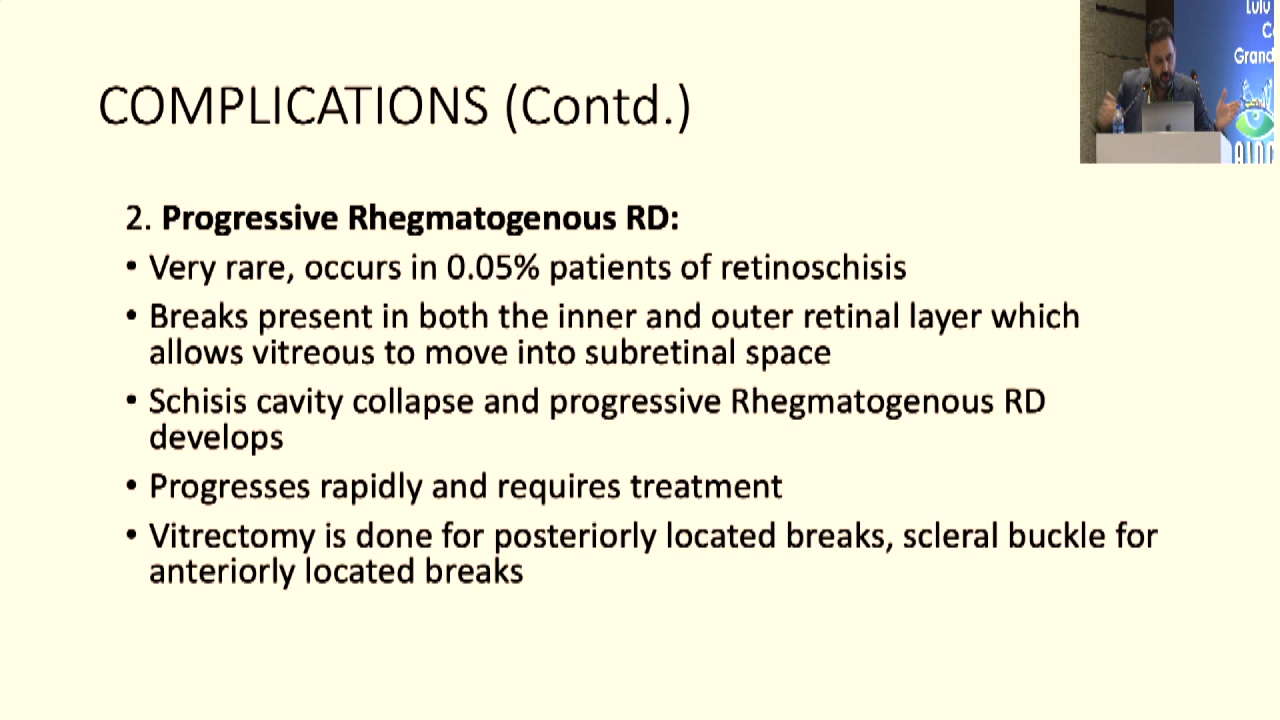 COMPLICATIONS (Contd.)
Lulu
Grand
2. Progressive Rhegmatogenous RD:
• Very rare, occurs in 0.05% patients of retinoschisis
• Breaks present in both the inner and outer retinal layer which
allows vitreous to move into subretinal space
• Schisis cavity collapse and progressive Rhegmatogenous RD
develops
• Progresses rapidly and requires treatment
• Vitrectomy is done for posteriorly located breaks, scleral buckle for
anteriorly located breaks